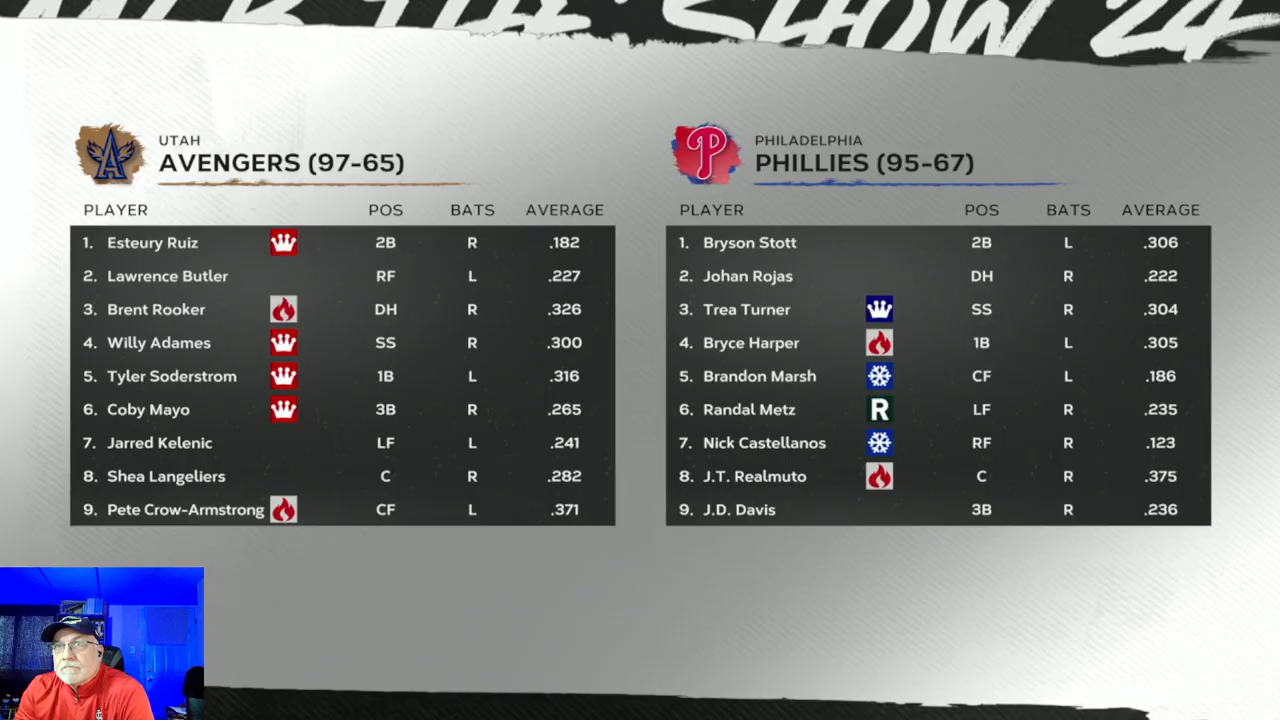 MLB THE SHOW 24
UTAH
AVENGERS (97-65)
PLAYER POS BATS AVERAGE
1. Esteury Ruiz 2B R .182
2. Lawrence Butler RF L .227
3. Brent Rooker DH R .326
4. Willy Adames SS R .300
5. Tyler Soderstrom 1B L .316
6. Coby Mayo 3B R .265
7. Jarred Kelenic LF L .241
8. Shea Langeliers C R .282
9. Pete Crow-Armstrong CF L .371
PHILADELPHIA
PHILLIES (95-67)
PLAYER POS BATS AVERAGE
1. Bryson Stott 2B L .306
2. Johan Rojas DH R .222
3. Trea Turner SS R .304
4. Bryce Harper 1B L .305
5. Brandon Marsh CF L .186
6. Randal Metz R LF R .235
7. Nick Castellanos RF R .123
8. J.T. Realmuto C R .375
9. J.D. Davis 3B R .236